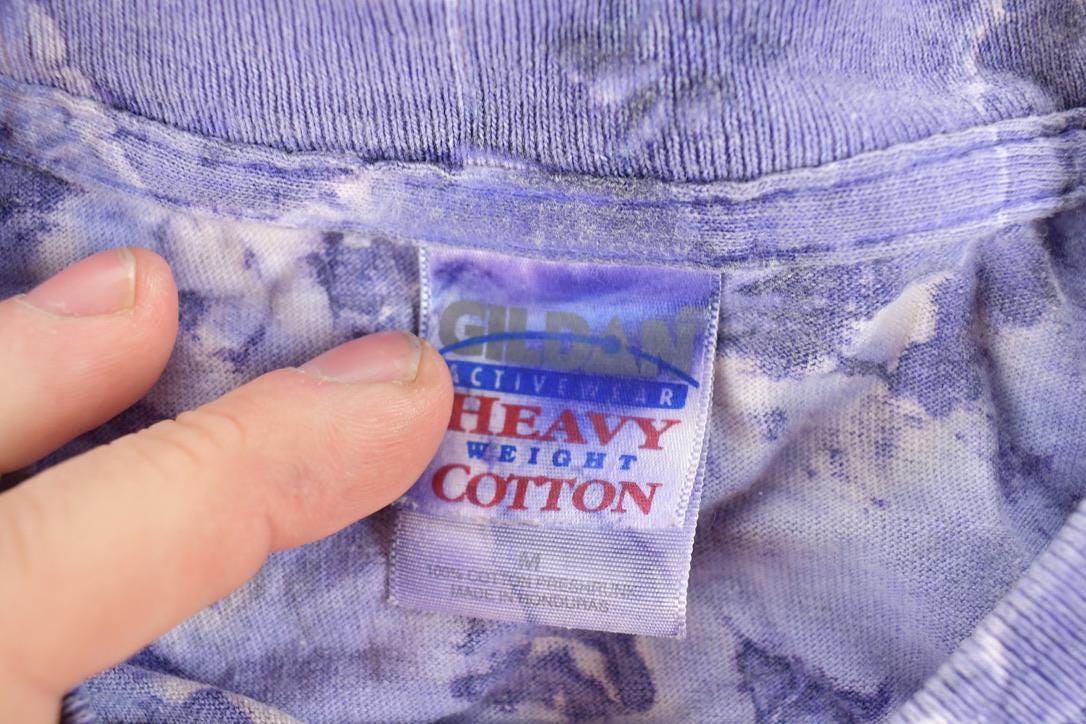 GILDAN
ACTIVEWEAR
HEAVY
WEIGHT
COTTON
M
100% COTTON PRESHRUNK
MADE IN HONDURAS